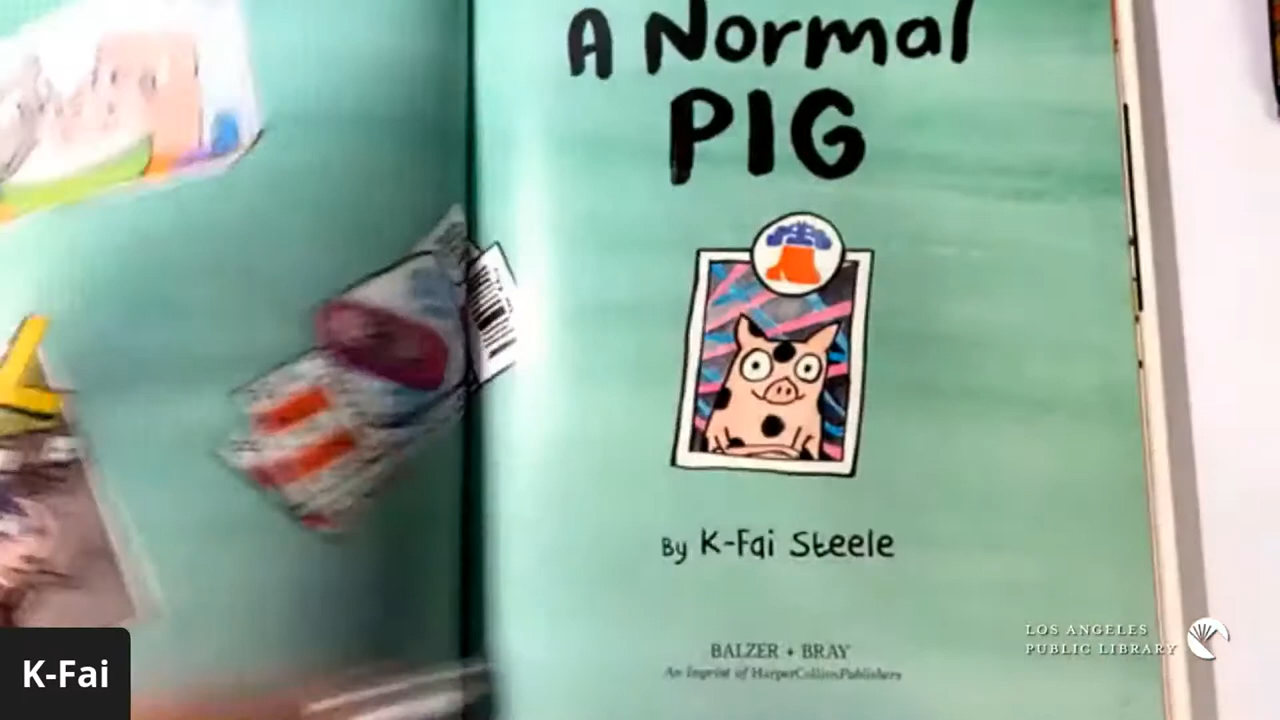 A Normal
PIG
By K-Fai Steele
BALZER + BRAY
An Imprint of HarperCollinsPublishers
LOS ANGELES
PUBLIC LIBRARY
K-Fai